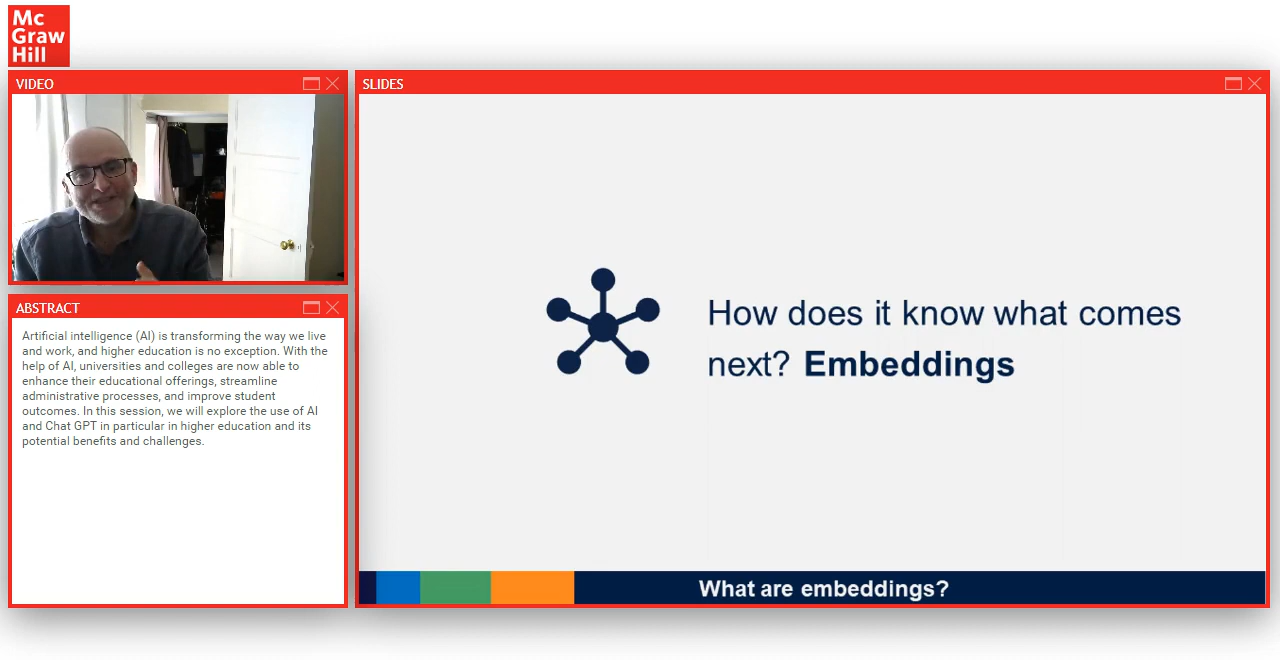 Mc
Graw
Hill
VIDEO
SLIDES
How does it know what comes
next? Embeddings
What are embeddings?
ABSTRACT
Artificial intelligence (AI) is transforming the way we live
and work, and higher education is no exception. With the
help of AI, universities and colleges are now able to
enhance their educational offerings, streamline
administrative processes, and improve student
outcomes. In this session, we will explore the use of AI
and Chat GPT in particular in higher education and its
potential benefits and challenges.